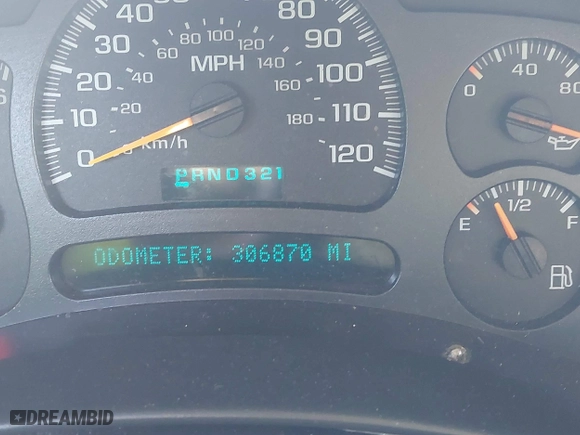 40 80
30 60 80 100 120 90
20 40 MPH 140 100
160
10 20 180 110
0 km/h 120
PRND321
ODOMETER: 306870 MI
0 40 80
E 1/2 F
DREAMBID